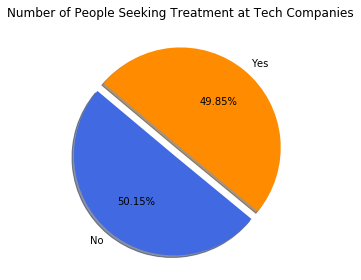 Number of People Seeking Treatment at Tech Companies
Yes
49.85%
50.15%
No